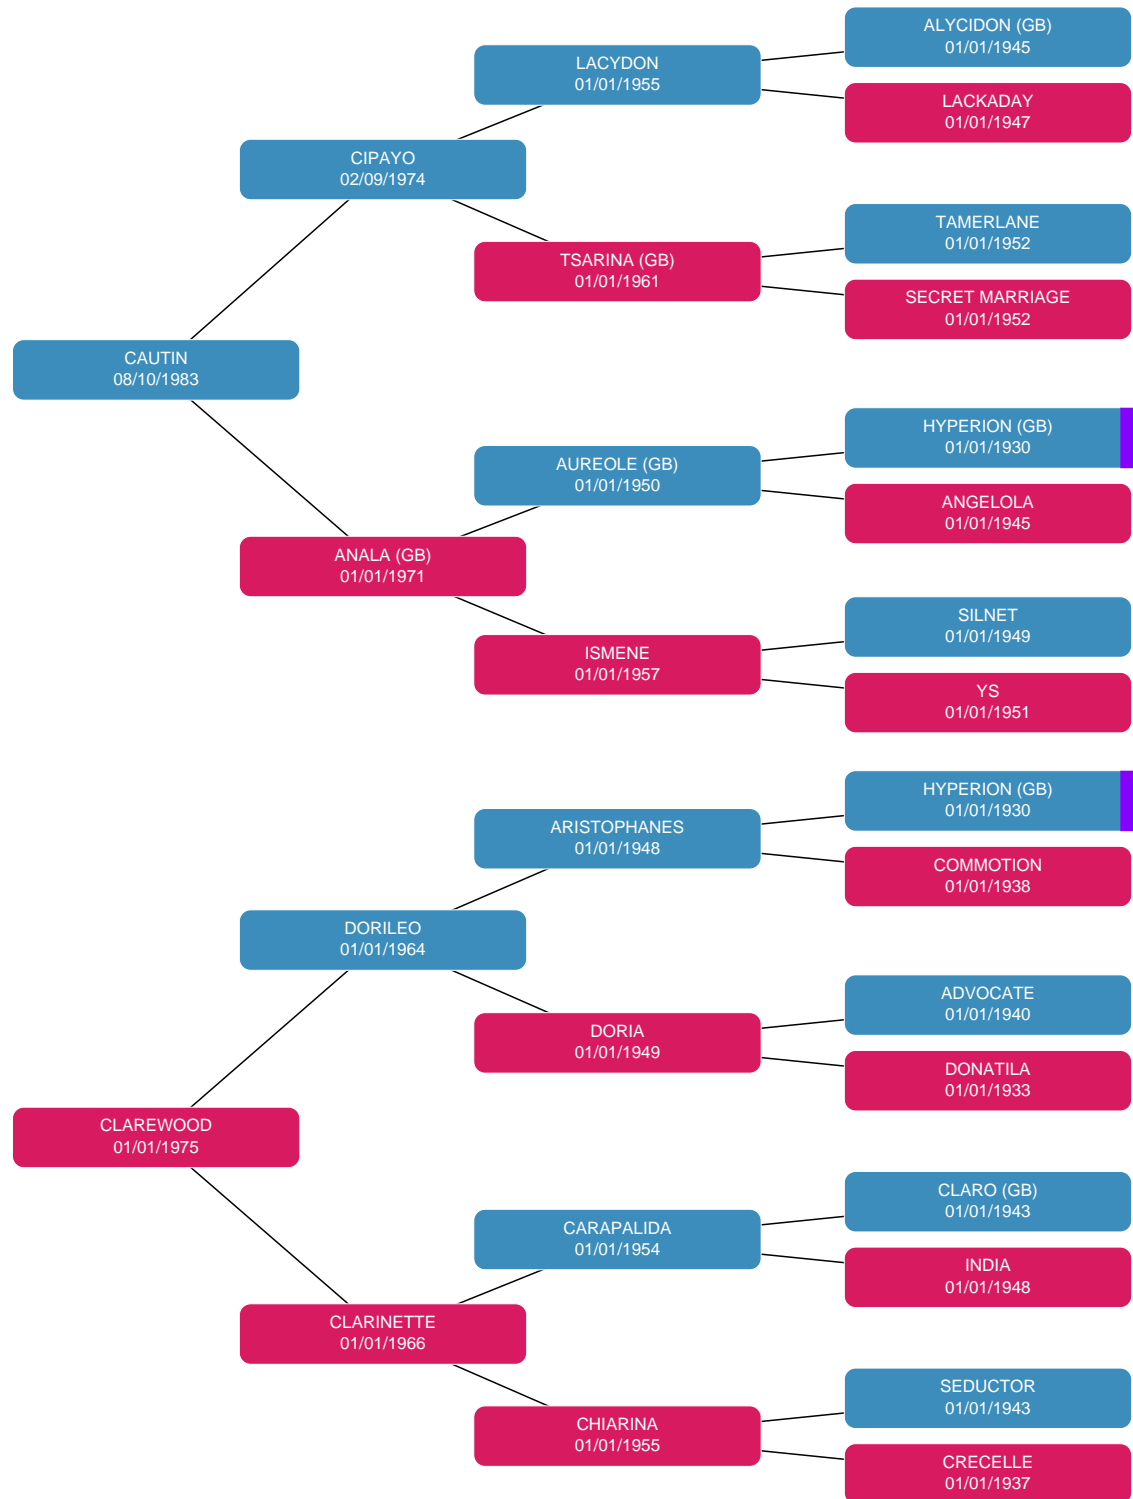 ALYCIDON (GB)
01/01/1945
LACYDON
01/01/1955
LACKADAY
01/01/1947
CIPAYO
02/09/1974
TAMERLANE
01/01/1952
TSARINA (GB)
01/01/1961
SECRET MARRIAGE
01/01/1952
CAUTIN
08/10/1983
HYPERION (GB)
01/01/1930
AUREOLE (GB)
01/01/1950
ANGELOLA
01/01/1945
ANALA (GB)
01/01/1971
SILNET
01/01/1949
ISMENE
01/01/1957
YS
01/01/1951
HYPERION (GB)
01/01/1930
ARISTOPHANES
01/01/1948
COMMOTION
01/01/1938
DORILEO
01/01/1964
ADVOCATE
01/01/1940
DORIA
01/01/1949
DONATILA
01/01/1933
CLAREWOOD
01/01/1975
CLARO (GB)
01/01/1943
CARAPALIDA
01/01/1954
INDIA
01/01/1948
CLARINETTE
01/01/1966
SEDUCTOR
01/01/1943
CHIARINA
01/01/1955
CRECELLE
01/01/1937